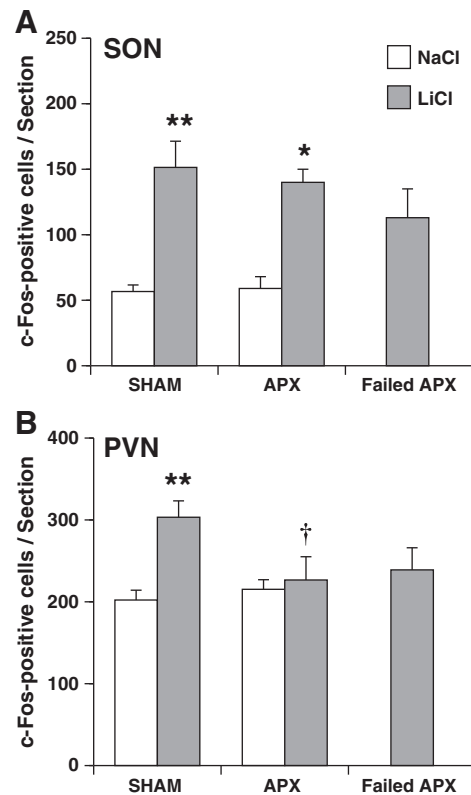 A
SON
NaCl
LiCl
c-Fos-positive cells / Section
250
200
150
100
50
0
**
*
SHAM
APX
Failed APX
B
PVN
c-Fos-positive cells / Section
400
300
200
100
0
**
†
SHAM
APX
Failed APX